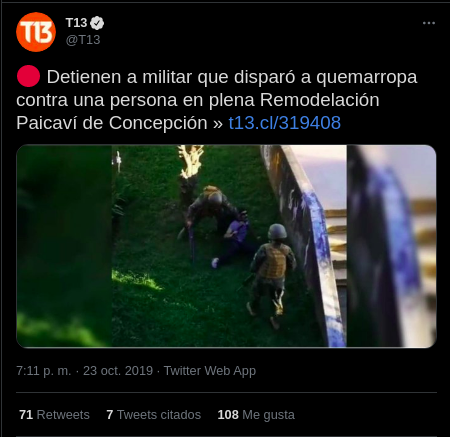 T13
T13
@T13
Detienen a militar que disparó a quemarropa
contra una persona en plena Remodelación
Paicaví de Concepción » t13.cl/319408
7:11 p. m. · 23 oct. 2019 · Twitter Web App
71 Retweets 7 Tweets citados 108 Me gusta